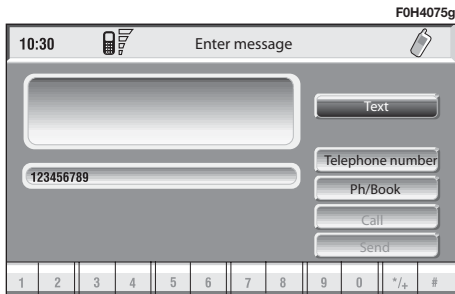 F0H4075g
10:30 Enter message
Text
Telephone number
123456789
Ph/Book
Call
Send
1 2 3 4 5 6 7 8 9 0 */+ #